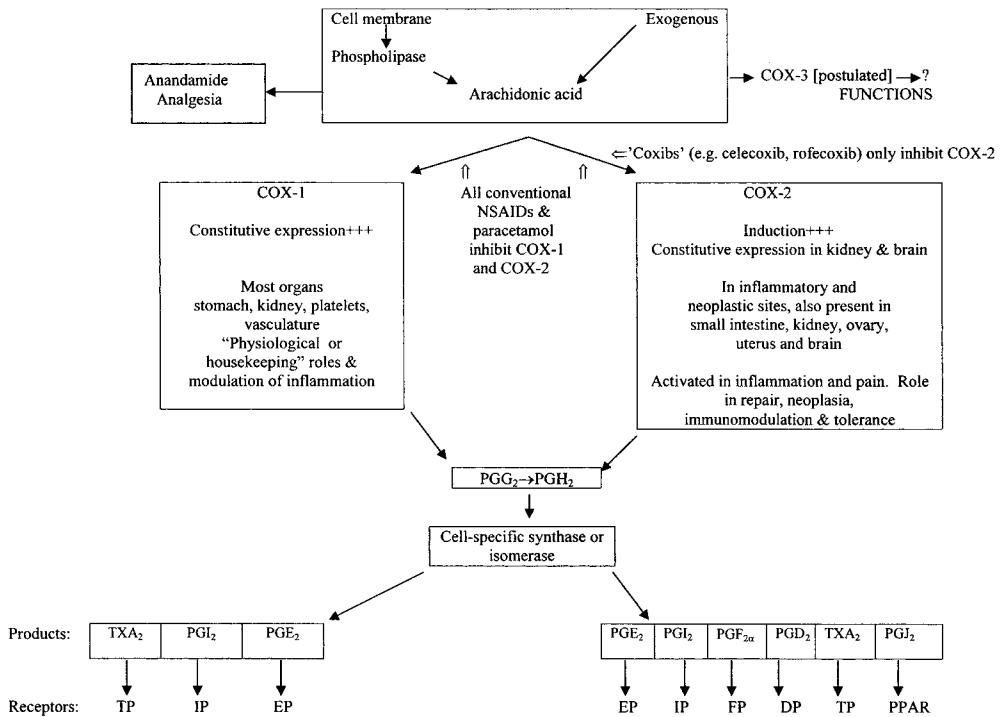 Cell membrane
Exogenous
Phospholipase
Arachidonic acid
Anandamide
Analgesia
COX-3 [postulated] → ?
FUNCTIONS
⇐'Coxibs' (e.g. celecoxib, rofecoxib) only inhibit COX-2
⇑ ⇑
All conventional
NSAIDs &
paracetamol
inhibit COX-1
and COX-2
COX-1
Constitutive expression+++
Most organs
stomach, kidney, platelets,
vasculature
“Physiological or
housekeeping” roles &
modulation of inflammation
COX-2
Induction+++
Constitutive expression in kidney & brain
In inflammatory and
neoplastic sites, also present in
small intestine, kidney, ovary,
uterus and brain
Activated in inflammation and pain. Role
in repair, neoplasia,
immunomodulation & tolerance
PGG₂→PGH₂
Cell-specific synthase or
isomerase
Products: TXA₂ PGI₂ PGE₂ PGE₂ PGI₂ PGF₂α PGD₂ TXA₂ PGJ₂
Receptors: TP IP EP EP IP FP DP TP PPAR